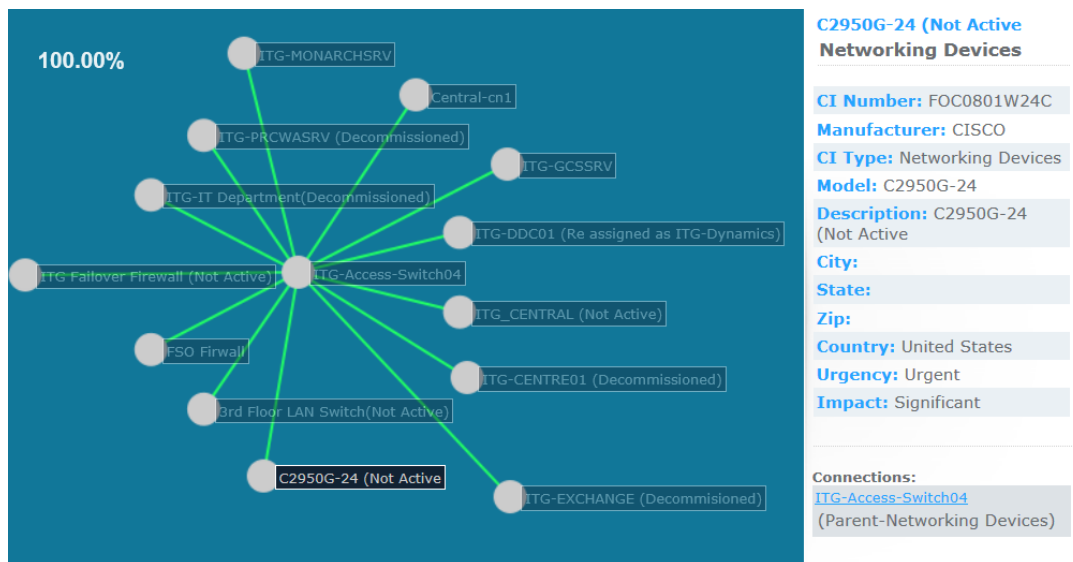 100.00%
ITG-MONARCHSRV
Central-cn1
ITG-PRCWASRV (Decommissioned)
ITG-GCSSRV
ITG-IT Department(Decommissioned)
ITG-DDC01 (Re assigned as ITG-Dynamics)
ITG Failover Firewall (Not Active)
ITG-Access-Switch04
ITG_CENTRAL (Not Active)
FSO Firwall
ITG-CENTRE01 (Decommissioned)
3rd Floor LAN Switch(Not Active)
C2950G-24 (Not Active
ITG-EXCHANGE (Decommisioned)
C2950G-24 (Not Active
Networking Devices
CI Number: FOC0801W24C
Manufacturer: CISCO
CI Type: Networking Devices
Model: C2950G-24
Description: C2950G-24
(Not Active
City:
State:
Zip:
Country: United States
Urgency: Urgent
Impact: Significant
Connections:
ITG-Access-Switch04
(Parent-Networking Devices)